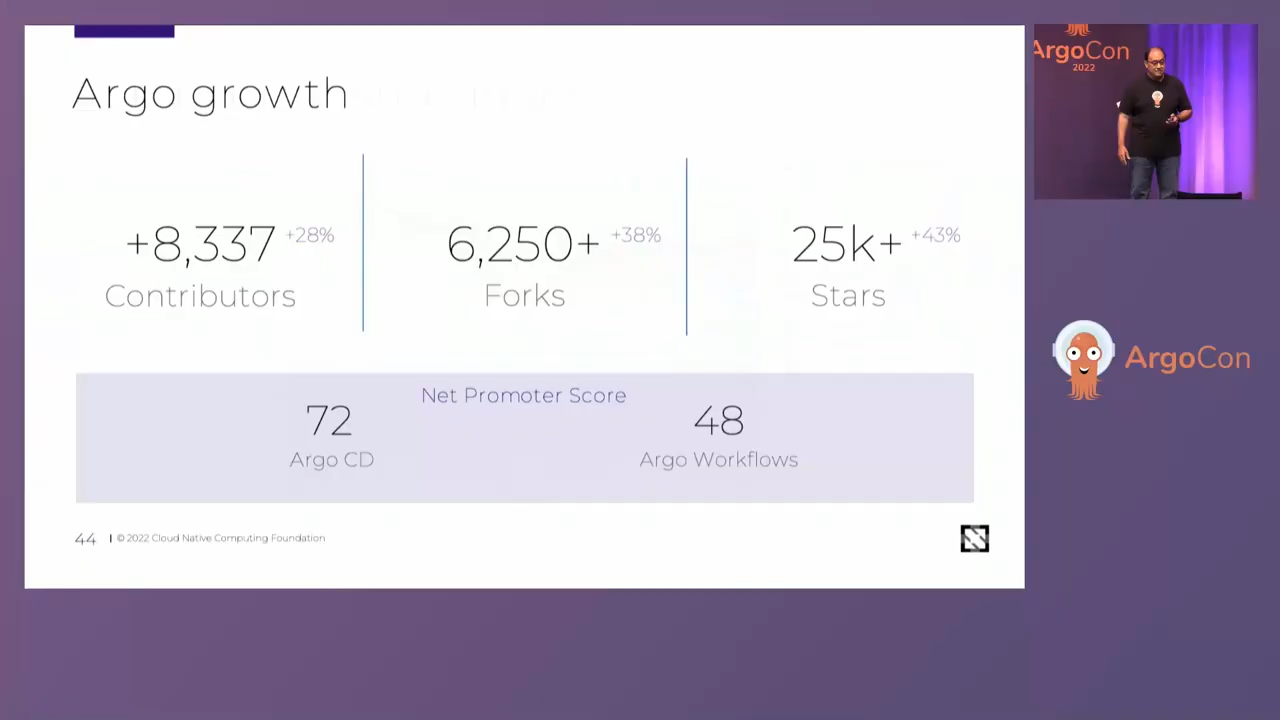 Argo growth
+8,337 +28%
Contributors
6,250+ +38%
Forks
25k+ +43%
Stars
Net Promoter Score
72
Argo CD
48
Argo Workflows
44 | © 2022 Cloud Native Computing Foundation
ArgoCon
2022
ArgoCon